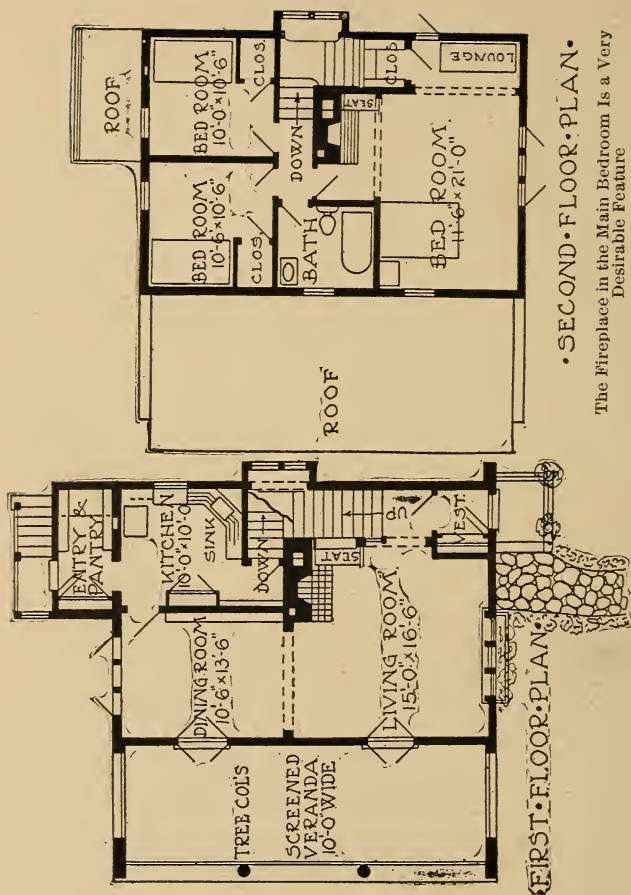 ENTRY &
PANTRY
KITCHEN
10'-0"X10'-0"
SINK
DINING ROOM
10'-6"X13'-6"
DOWN
SEAT
UP
VEST.
LIVING ROOM
15'-0"X16'-6"
TREE COL'S
SCREENED
VERANDA
10'-0 WIDE
FIRST•FLOOR•PLAN•
ROOF
BED ROOM
10'-0"X10'-6"
CLOS.
BED ROOM
10'-6"X10'-6"
CLOS.
DOWN
BATH
SEAT
CLOS
LOUNGE
BED ROOM
11'-6"X21'-0"
ROOF
•SECOND•FLOOR•PLAN•
The Fireplace in the Main Bedroom Is a Very
Desirable Feature